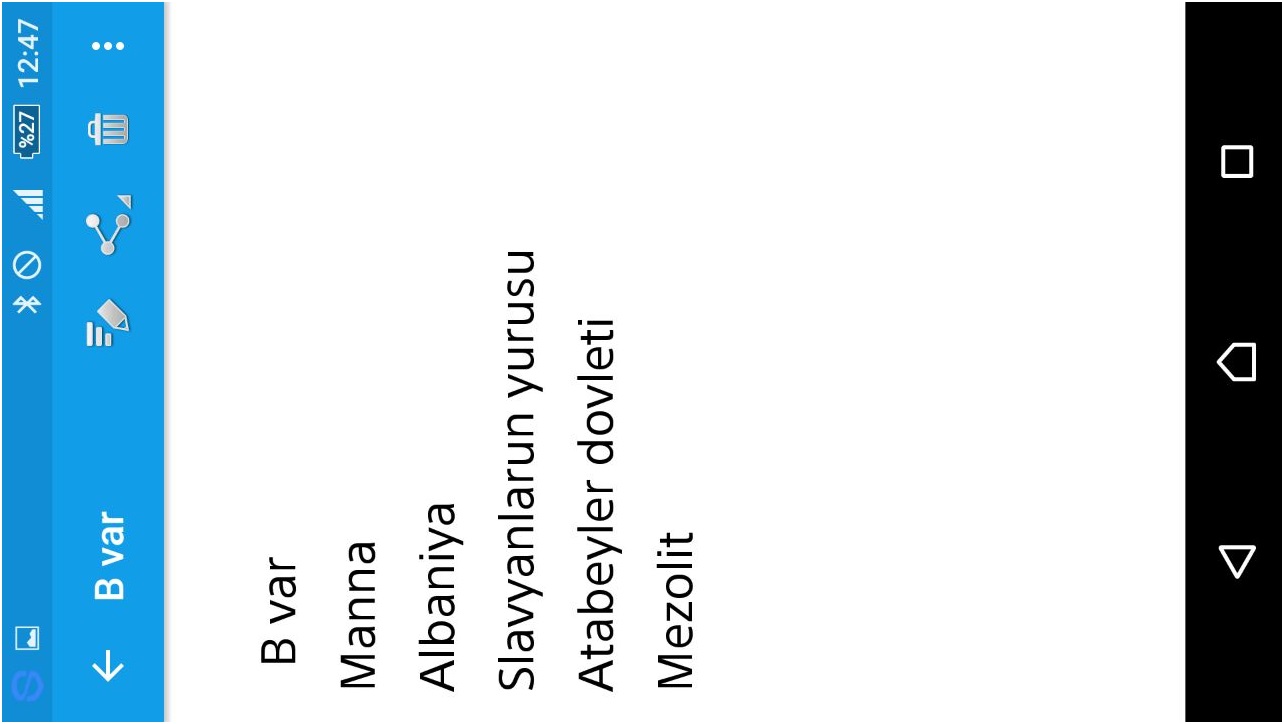 %27 12:47
B var
B var
Manna
Albaniya
Slavyanlarun yurusu
Atabeyler dovleti
Mezolit